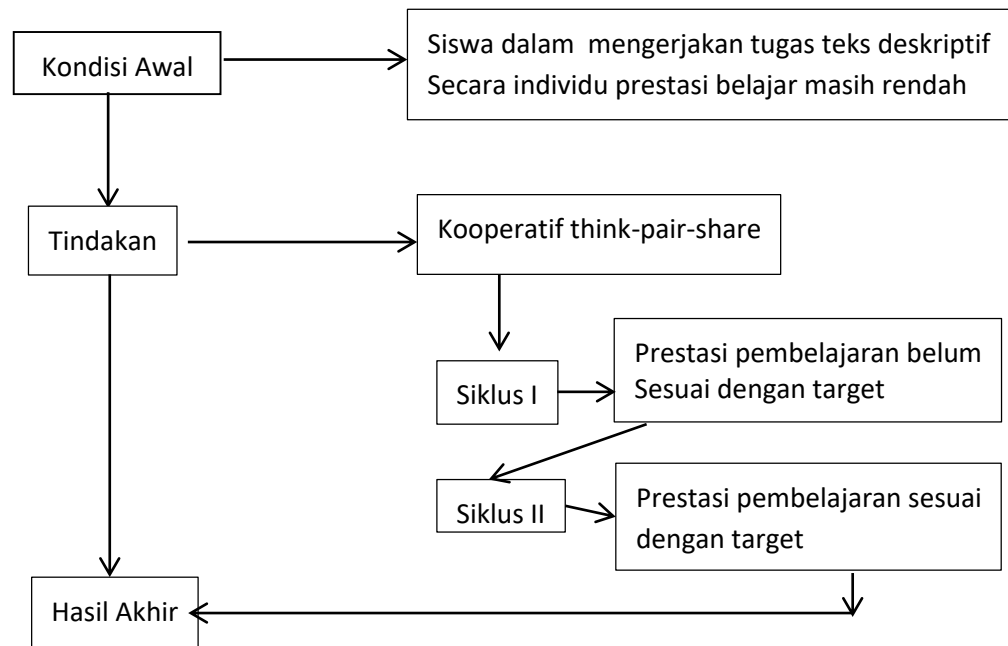 Kondisi Awal
Siswa dalam mengerjakan tugas teks deskriptif
Secara individu prestasi belajar masih rendah
Tindakan
Kooperatif think-pair-share
Siklus I
Prestasi pembelajaran belum
Sesuai dengan target
Siklus II
Prestasi pembelajaran sesuai
dengan target
Hasil Akhir